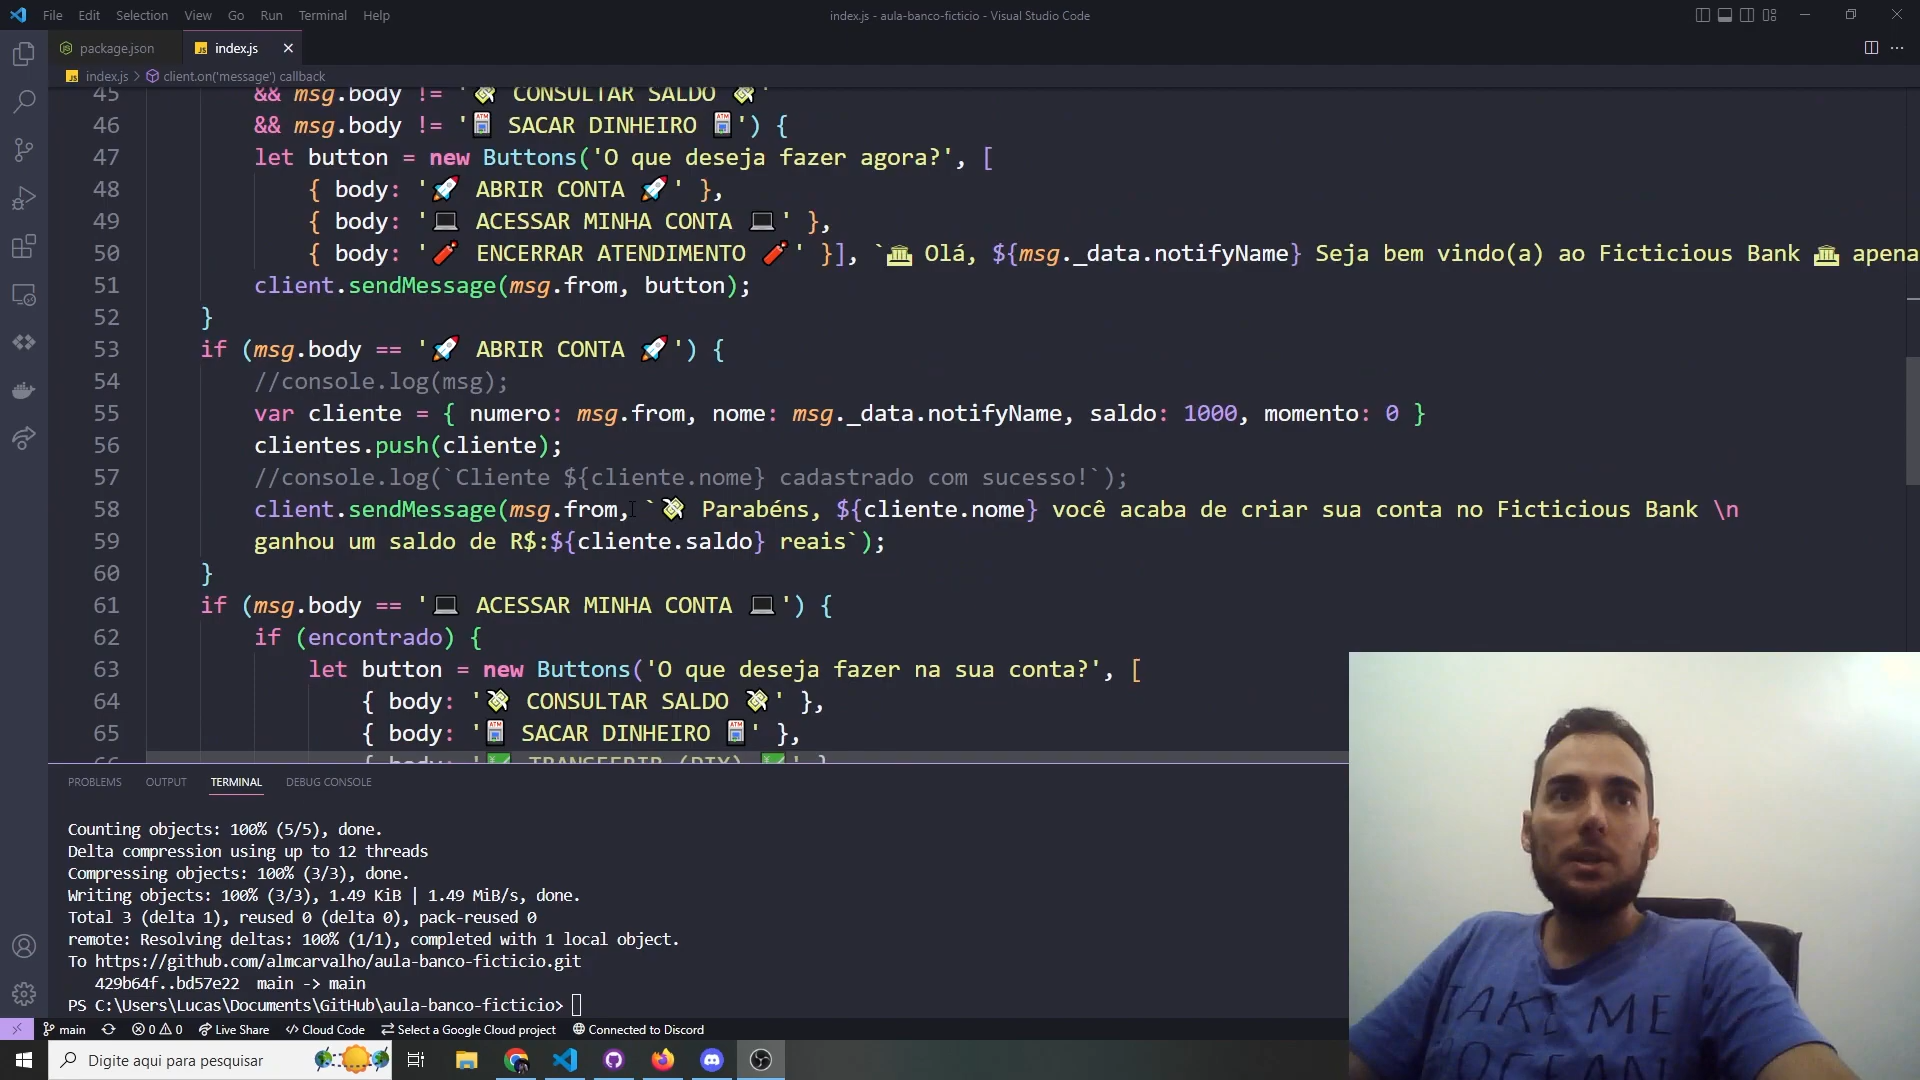 File Edit Selection View Go Run Terminal Help
index.js - aula-banco-ficticio - Visual Studio Code
package.json
index.js
index.js > client.on('message') callback
45 && msg.body != '💸 CONSULTAR SALDO 💸'
46 && msg.body != '🏧 SACAR DINHEIRO 🏧') {
47 let button = new Buttons('O que deseja fazer agora?', [
48 { body: '🚀 ABRIR CONTA 🚀' },
49 { body: '💻 ACESSAR MINHA CONTA 💻' },
50 { body: '🧨 ENCERRAR ATENDIMENTO 🧨' }], `🏛 Olá, ${msg._data.notifyName} Seja bem vindo(a) ao Ficticious Bank 🏛 apena
51 client.sendMessage(msg.from, button);
52 }
53 if (msg.body == '🚀 ABRIR CONTA 🚀') {
54 //console.log(msg);
55 var cliente = { numero: msg.from, nome: msg._data.notifyName, saldo: 1000, momento: 0 }
56 clientes.push(cliente);
57 //console.log(`Cliente ${cliente.nome} cadastrado com sucesso!`);
58 client.sendMessage(msg.from, `💸 Parabéns, ${cliente.nome} você acaba de criar sua conta no Ficticious Bank \n
59 ganhou um saldo de R$:${cliente.saldo} reais`);
60 }
61 if (msg.body == '💻 ACESSAR MINHA CONTA 💻') {
62 if (encontrado) {
63 let button = new Buttons('O que deseja fazer na sua conta?', [
64 { body: '💸 CONSULTAR SALDO 💸' },
65 { body: '🏧 SACAR DINHEIRO 🏧' },
66 { body: '💹 TRANSFERIR (PIX) 💹' }
PROBLEMS OUTPUT TERMINAL DEBUG CONSOLE
Counting objects: 100% (5/5), done.
Delta compression using up to 12 threads
Compressing objects: 100% (3/3), done.
Writing objects: 100% (3/3), 1.49 KiB | 1.49 MiB/s, done.
Total 3 (delta 1), reused 0 (delta 0), pack-reused 0
remote: Resolving deltas: 100% (1/1), completed with 1 local object.
To https://github.com/almcarvalho/aula-banco-ficticio.git
429b64f..bd57e22 main -> main
PS C:\Users\Lucas\Documents\GitHub\aula-banco-ficticio>
TAKE ME
OCEAN
main 0 0 Live Share Cloud Code Select a Google Cloud project Connected to Discord
Digite aqui para pesquisar